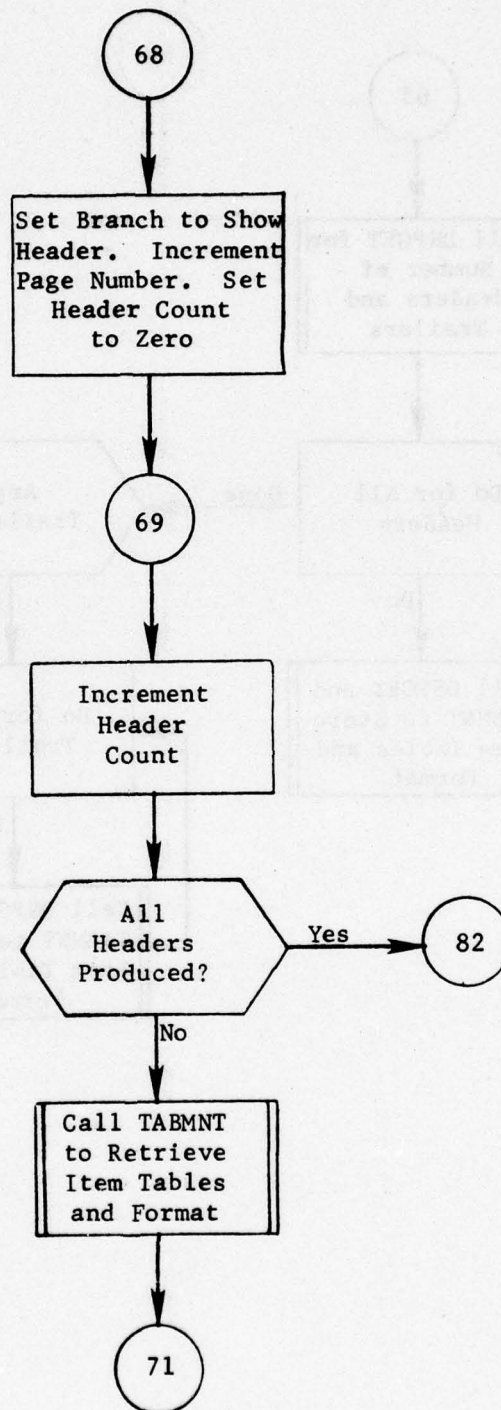 68
Set Branch to Show
Header. Increment
Page Number. Set
Header Count
to Zero
69
Increment
Header
Count
All
Headers
Produced?
Yes
82
No
Call TABMNT
to Retrieve
Item Tables
and Format
71